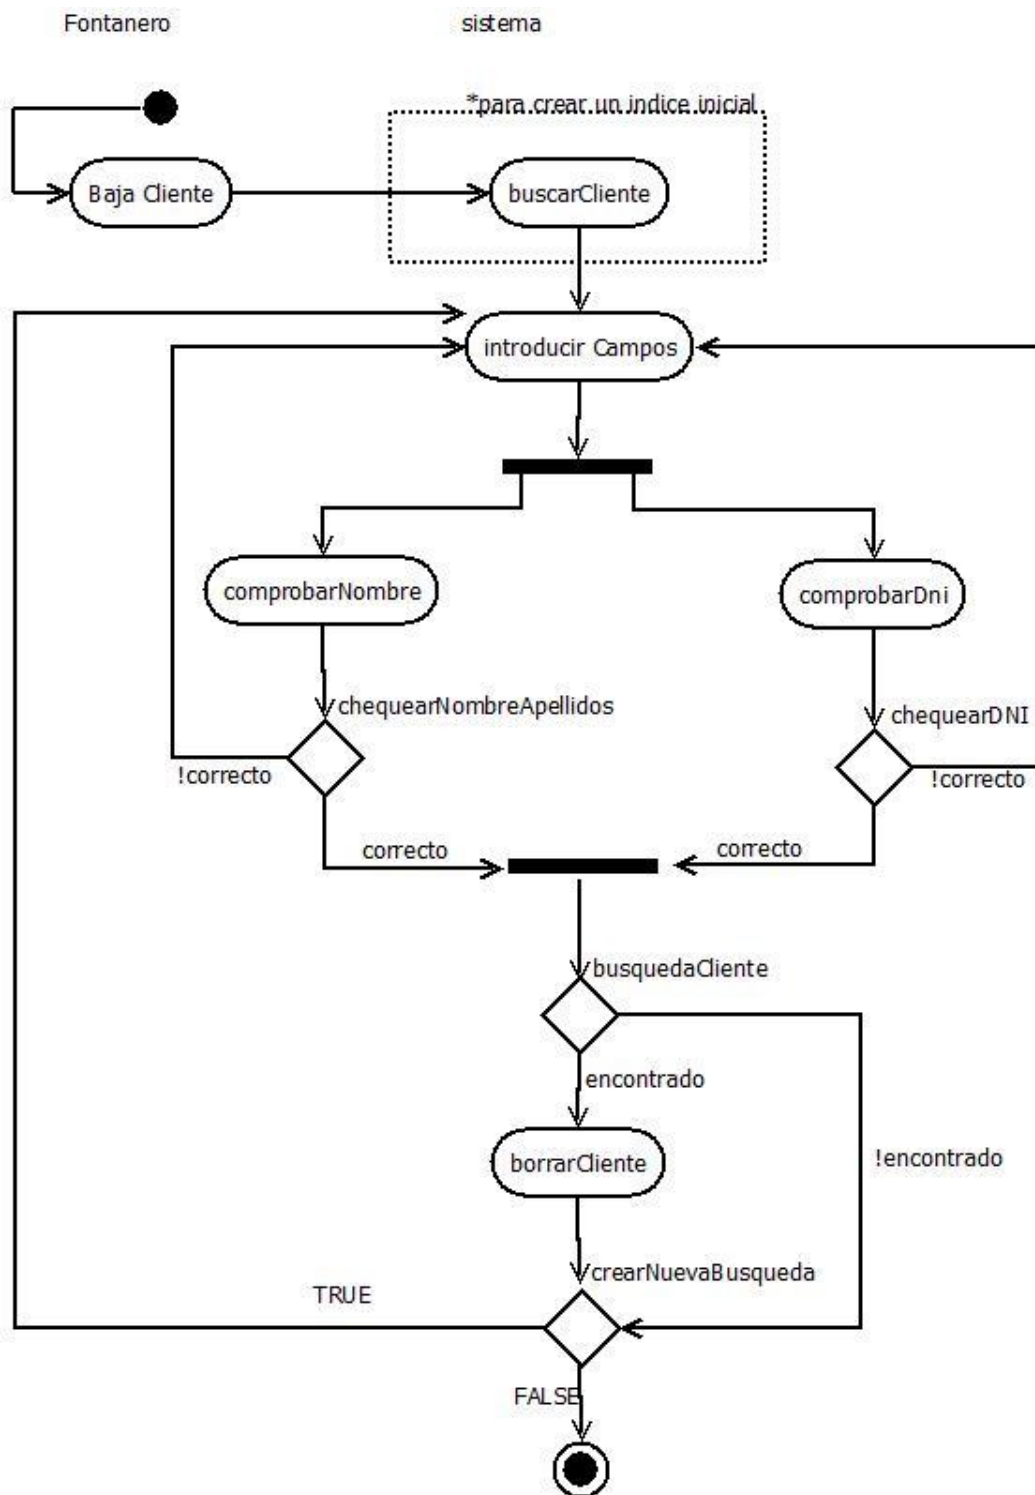 Fontanero
sistema
*para crear un indice inicial
Baja Cliente
buscarCliente
introducir Campos
comprobarNombre
comprobarDni
chequearNombreApellidos
chequearDNI
!correcto
!correcto
correcto
correcto
busquedaCliente
encontrado
borrarCliente
!encontrado
crearNuevaBusqueda
TRUE
FALSE